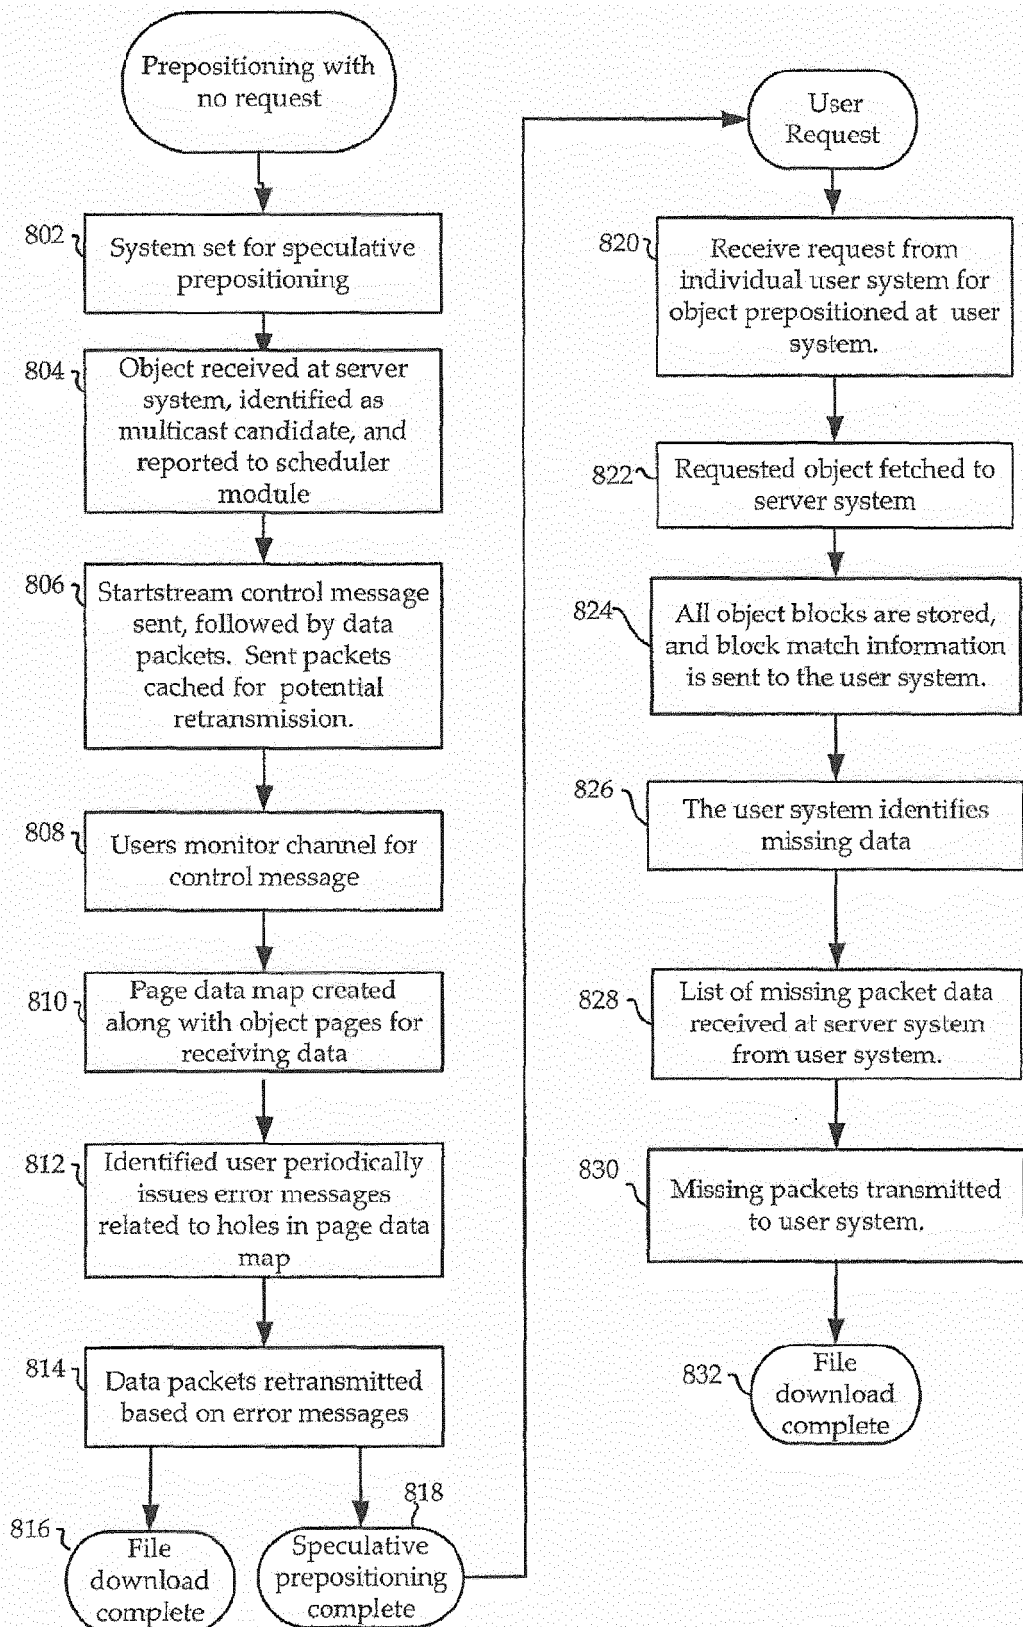 Prepositioning with
no request
802
System set for speculative
prepositioning
804
Object received at server
system, identified as
multicast candidate, and
reported to scheduler
module
806
Startstream control message
sent, followed by data
packets. Sent packets
cached for potential
retransmission.
808
Users monitor channel for
control message
810
Page data map created
along with object pages for
receiving data
812
Identified user periodically
issues error messages
related to holes in page data
map
814
Data packets retransmitted
based on error messages
816
File
download
complete
818
Speculative
prepositioning
complete
User
Request
820
Receive request from
individual user system for
object prepositioned at user
system.
822
Requested object fetched to
server system
824
All object blocks are stored,
and block match information
is sent to the user system.
826
The user system identifies
missing data
828
List of missing packet data
received at server system
from user system.
830
Missing packets transmitted
to user system.
832
File
download
complete